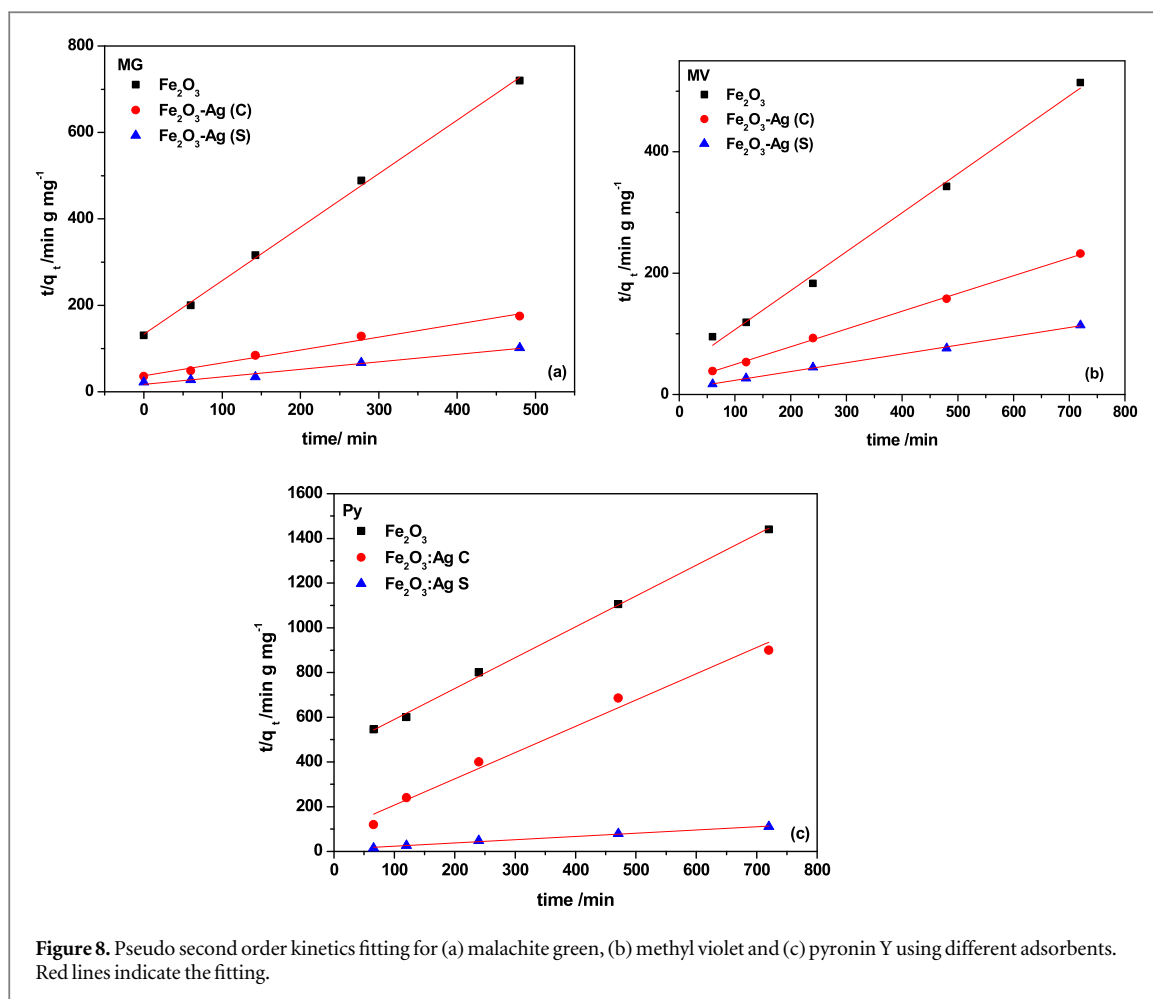 MG
Fe₂O₃
Fe₂O₃-Ag (C)
Fe₂O₃-Ag (S)
800
600
400
200
0
t/qₜ /min g mg⁻¹
0 100 200 300 400 500
time/ min
(a)
MV
Fe₂O₃
Fe₂O₃-Ag (C)
Fe₂O₃-Ag (S)
400
200
0
t/qₜ /min g mg⁻¹
0 100 200 300 400 500 600 700 800
time /min
(b)
Py
Fe₂O₃
Fe₂O₃:Ag C
Fe₂O₃:Ag S
1600
1400
1200
1000
800
600
400
200
0
t/qₜ /min g mg⁻¹
0 100 200 300 400 500 600 700 800
time /min
(c)
Figure 8. Pseudo second order kinetics fitting for (a) malachite green, (b) methyl violet and (c) pyronin Y using different adsorbents.
Red lines indicate the fitting.